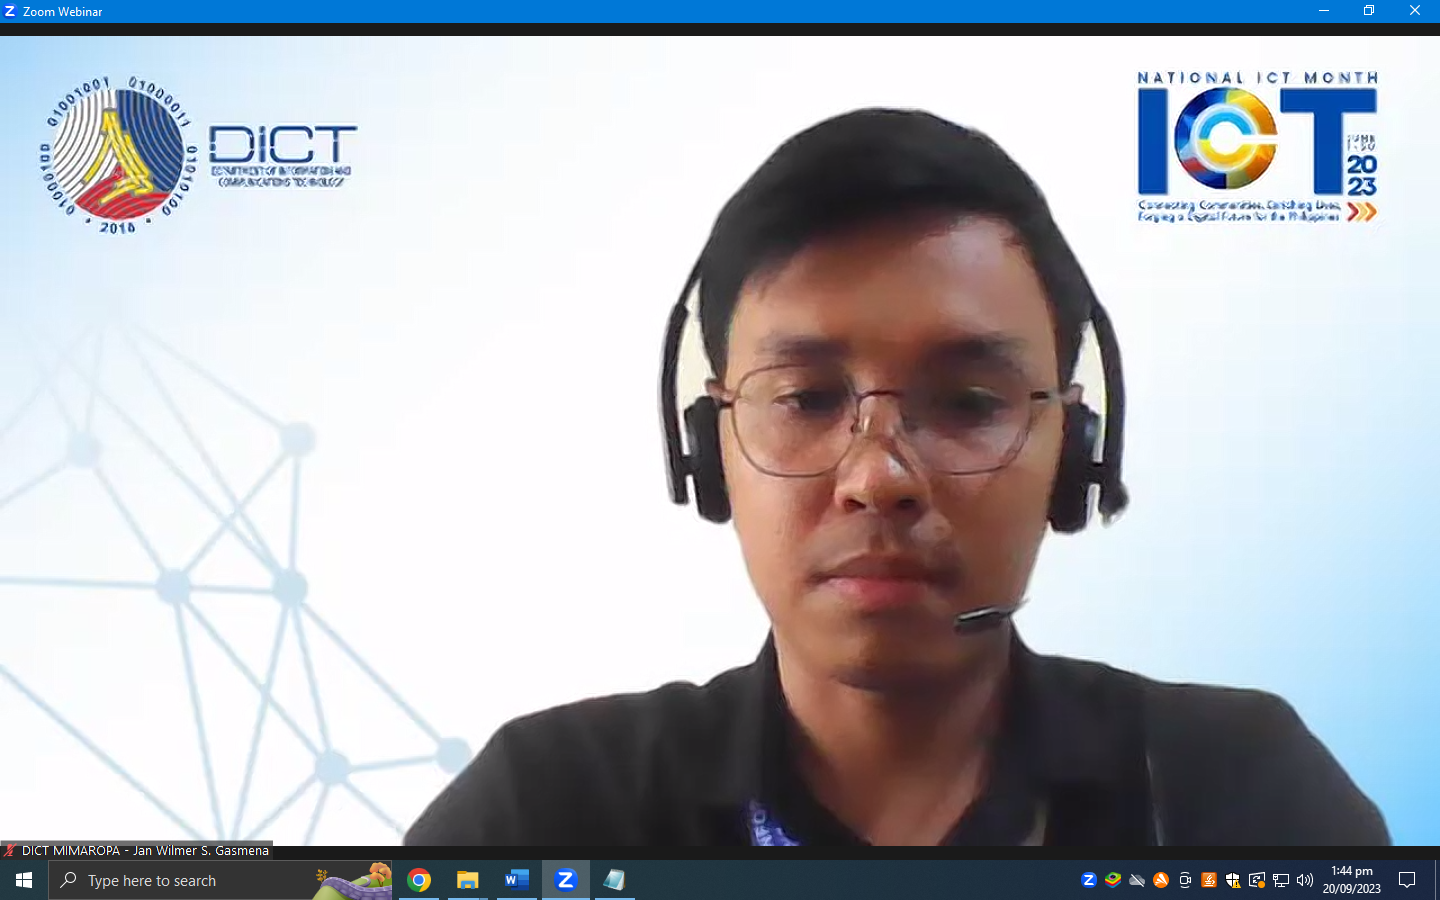 Zoom Webinar
01001001 01000011 01010100 01000100
2016
DICT
DEPARTMENT OF INFORMATION AND
COMMUNICATIONS TECHNOLOGY
NATIONAL ICT MONTH
ICT
JUNE
2023
Connecting Communities, Enriching Lives,
Forging a Digital Future for the Philippines
DICT MIMAROPA - Jan Wilmer S. Gasmena
Type here to search
1:44 pm
20/09/2023